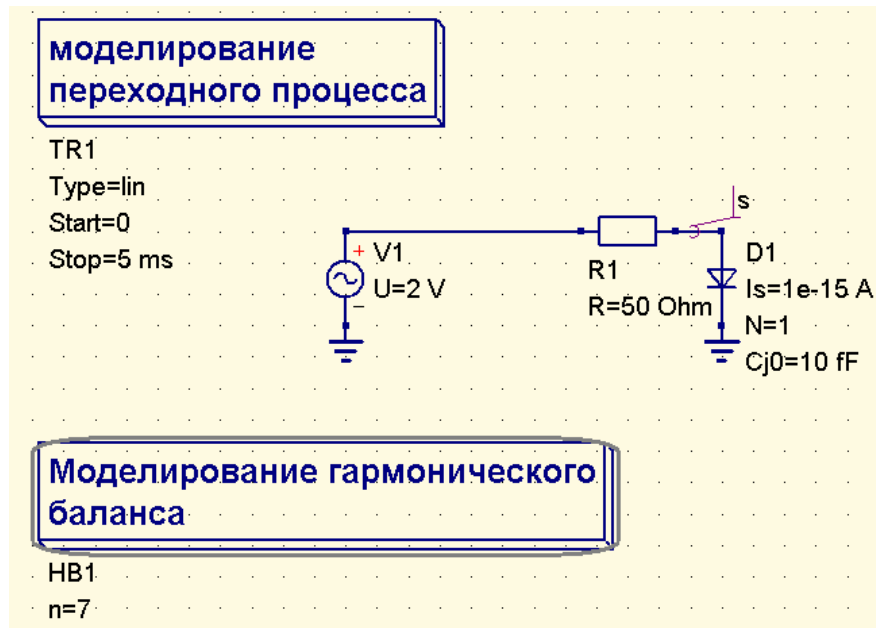 моделирование
переходного процесса
TR1
Type=lin
Start=0
Stop=5 ms
s
+ V1
U=2 V
−
R1
R=50 Ohm
D1
Is=1e-15 A
N=1
Cj0=10 fF
Моделирование гармонического
баланса
HB1
n=7